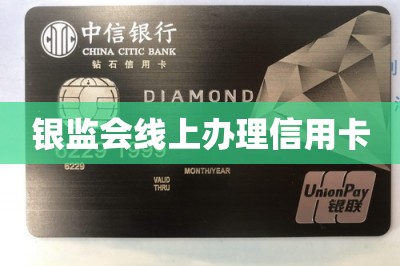 中信银行
CHINA CITIC BANK
钻石信用卡
DIAMOND
银监会线上办理信用卡
6229
VALID
THRU
MONTH/YEAR
UnionPay
银联